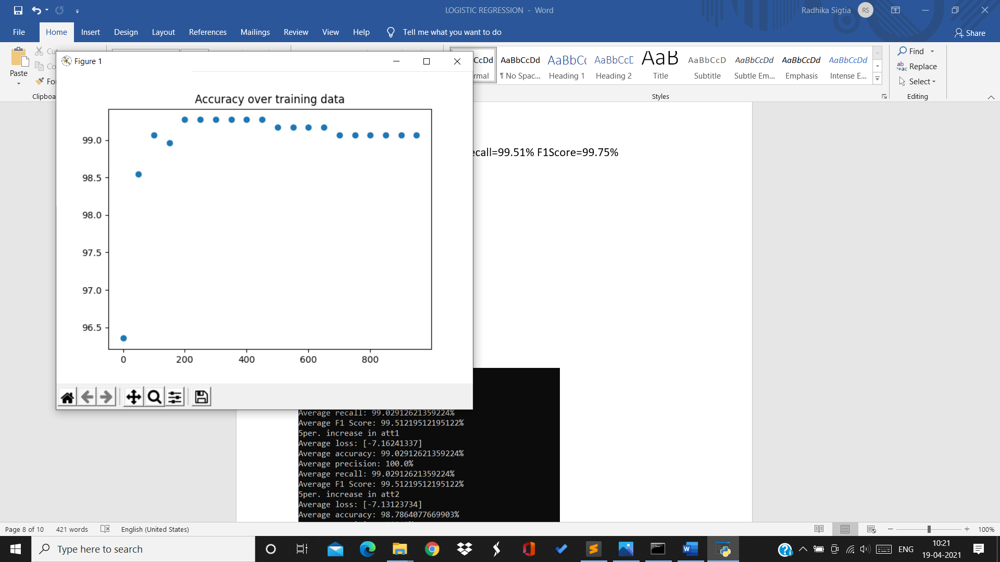 LOGISTIC REGRESSION - Word
Radhika Sigtia RS
File Home Insert Design Layout References Mailings Review View Help Tell me what you want to do Share
Paste
Clipboa
Figure 1
AaBbCcDd AaBbCc AaBbCcD AaB AaBbCcD AaBbCcDd AaBbCcDd AaBbCcDd
¶ No Spac... Heading 1 Heading 2 Title Subtitle Subtle Em... Emphasis Intense E...
Styles
Find
Replace
Select
Editing
Accuracy over training data
99.0
98.5
98.0
97.5
97.0
96.5
0 200 400 600 800
ecall=99.51% F1Score=99.75%
Average recall: 99.02912621359224%
Average F1 Score: 99.51219512195122%
5per. increase in att1
Average loss: [-7.16241337]
Average accuracy: 99.02912621359224%
Average precision: 100.0%
Average recall: 99.02912621359224%
Average F1 Score: 99.51219512195122%
5per. increase in att2
Average loss: [-7.13123734]
Average accuracy: 98.7864077669903%
Page 8 of 10 421 words English (United States) 100%
Type here to search
ENG
10:21
19-04-2021